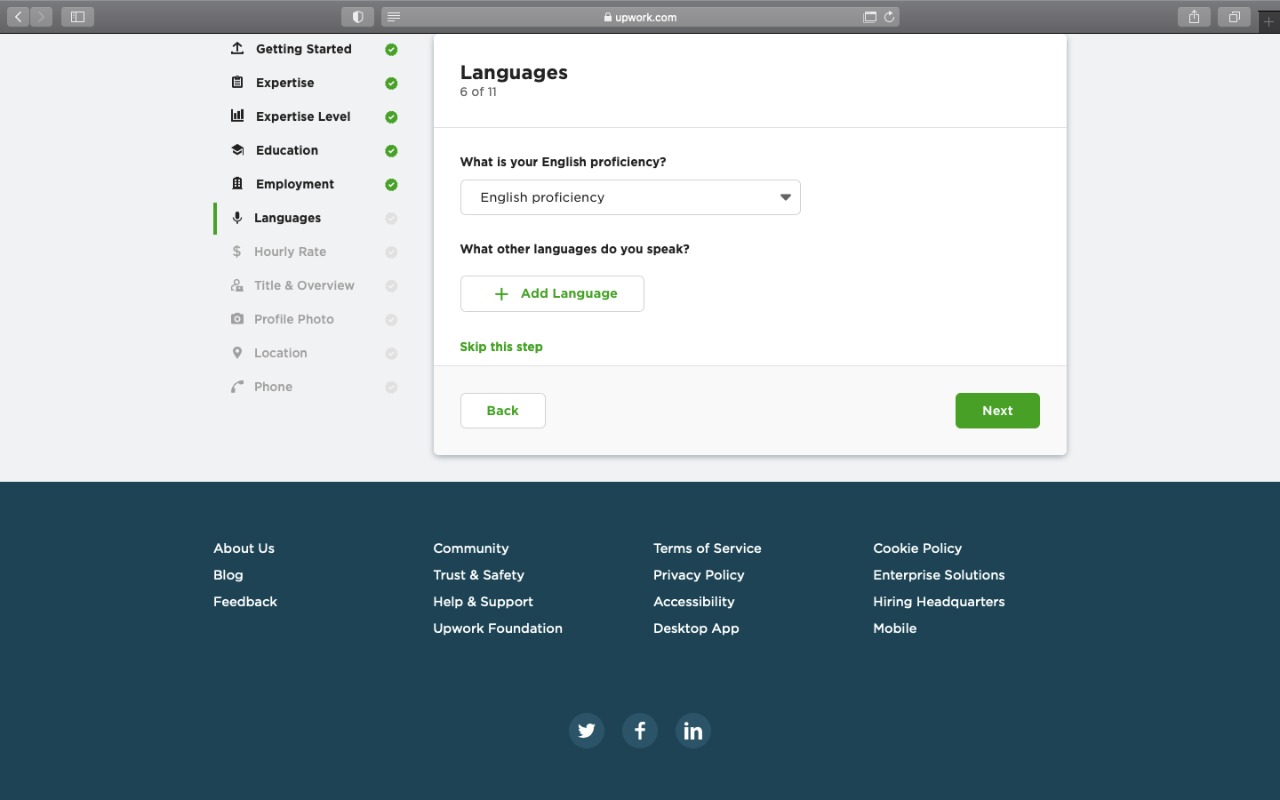 upwork.com
Getting Started
Expertise
Expertise Level
Education
Employment
Languages
Hourly Rate
Title & Overview
Profile Photo
Location
Phone
Languages
6 of 11
What is your English proficiency?
English proficiency
What other languages do you speak?
+ Add Language
Skip this step
Back
Next
About Us
Blog
Feedback
Community
Trust & Safety
Help & Support
Upwork Foundation
Terms of Service
Privacy Policy
Accessibility
Desktop App
Cookie Policy
Enterprise Solutions
Hiring Headquarters
Mobile